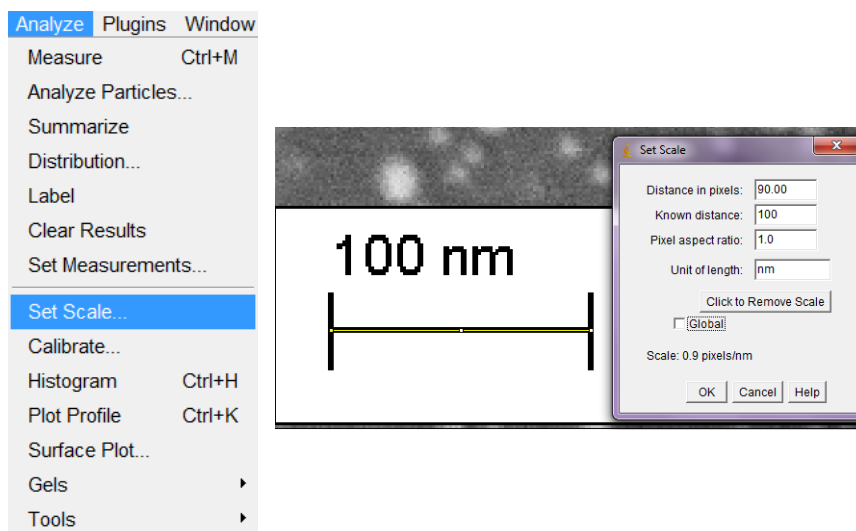 Analyze Plugins Window
Measure Ctrl+M
Analyze Particles...
Summarize
Distribution...
Label
Clear Results
Set Measurements...
Set Scale...
Calibrate...
Histogram Ctrl+H
Plot Profile Ctrl+K
Surface Plot...
Gels
Tools
100 nm
Set Scale
Distance in pixels: 90.00
Known distance: 100
Pixel aspect ratio: 1.0
Unit of length: nm
Click to Remove Scale
Global
Scale: 0.9 pixels/nm
OK Cancel Help